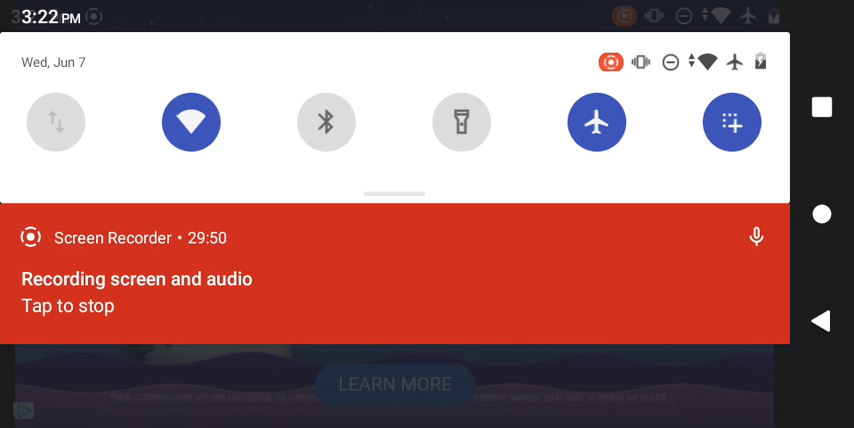 3:22 PM
Wed, Jun 7
Screen Recorder • 29:50
Recording screen and audio
Tap to stop
LEARN MORE